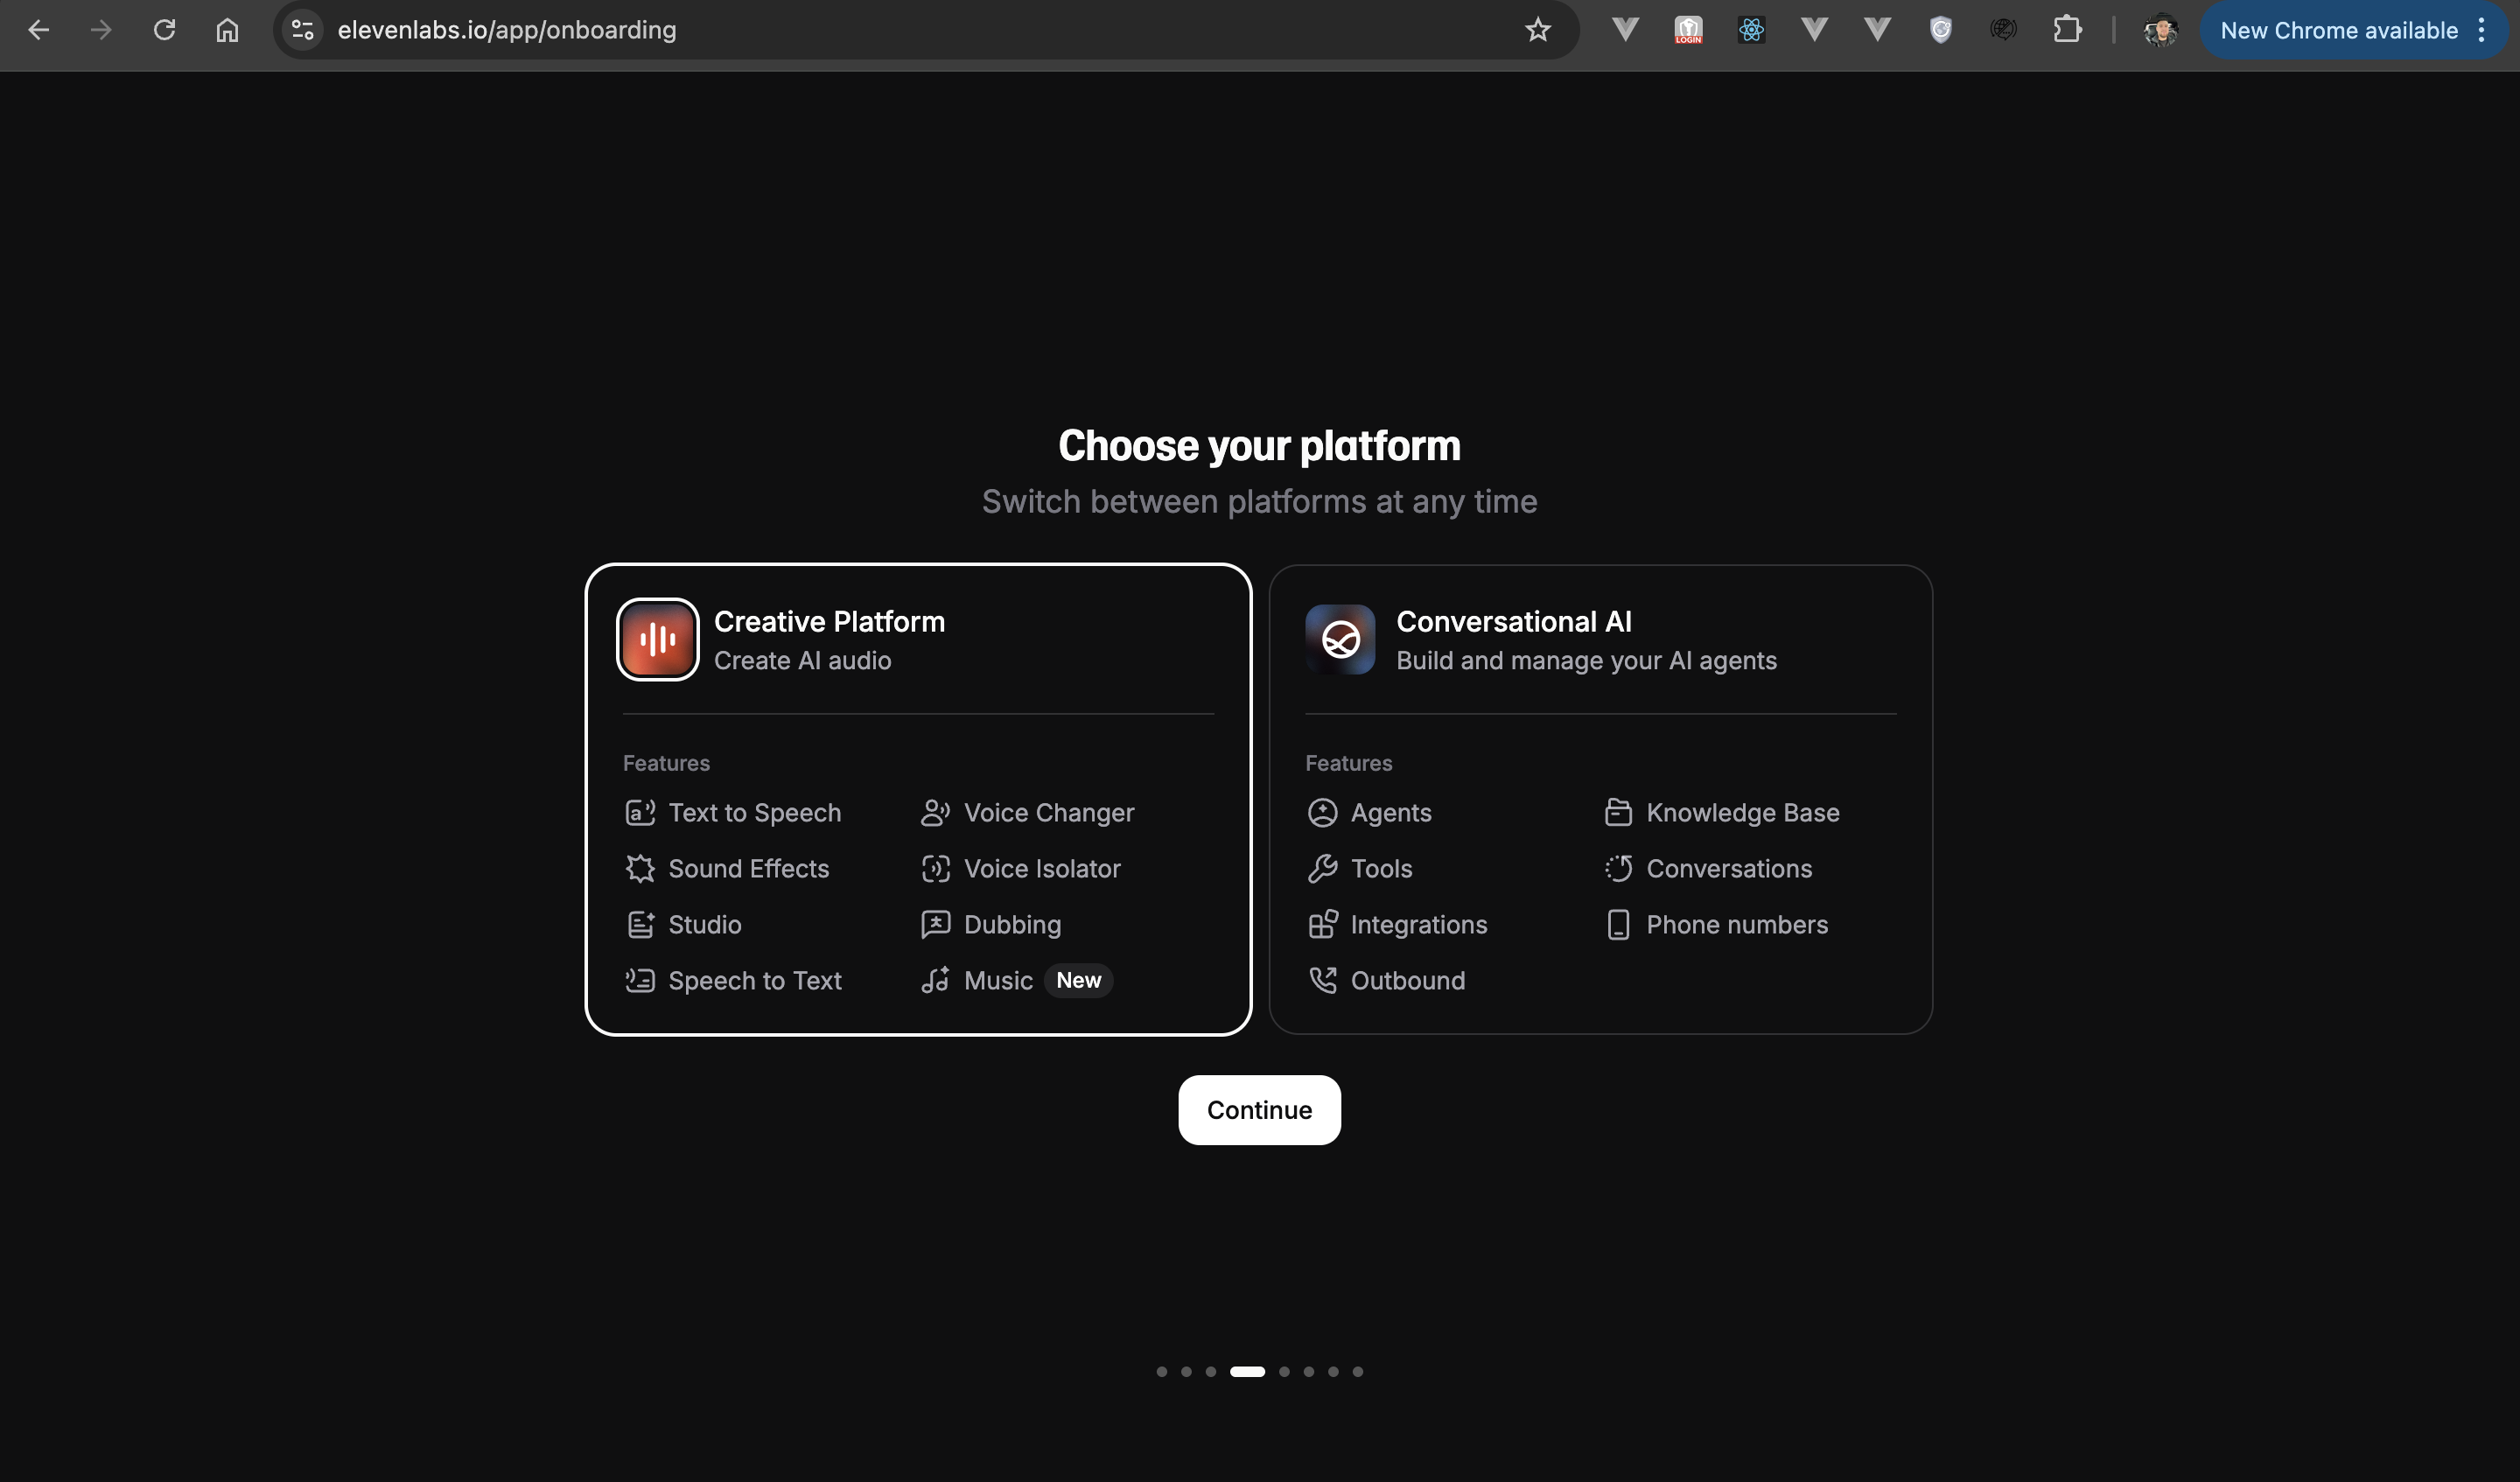 elevenlabs.io/app/onboarding
LOGIN
New Chrome available
Choose your platform
Switch between platforms at any time
Creative Platform
Create AI audio
Features
Text to Speech
Voice Changer
Sound Effects
Voice Isolator
Studio
Dubbing
Speech to Text
Music New
Conversational AI
Build and manage your AI agents
Features
Agents
Knowledge Base
Tools
Conversations
Integrations
Phone numbers
Outbound
Continue